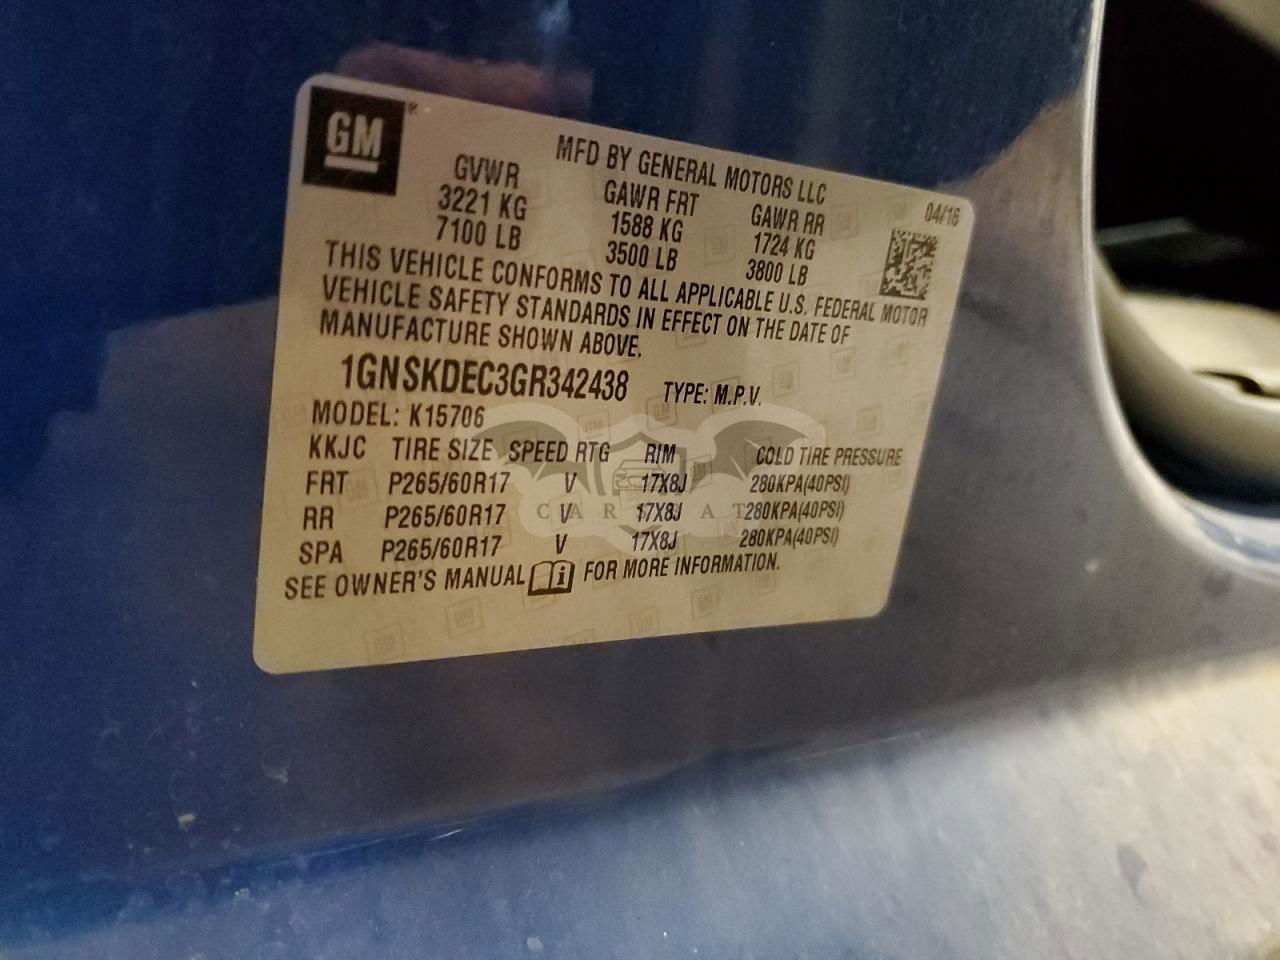 GM
MFD BY GENERAL MOTORS LLC
04/16
GVWR GAWR FRT GAWR RR
3221 KG 1588 KG 1724 KG
7100 LB 3500 LB 3800 LB
THIS VEHICLE CONFORMS TO ALL APPLICABLE U.S. FEDERAL MOTOR
VEHICLE SAFETY STANDARDS IN EFFECT ON THE DATE OF
MANUFACTURE SHOWN ABOVE.
1GNSKDEC3GR342438 TYPE: M.P.V.
MODEL: K15706
KKJC TIRE SIZE SPEED RTG RIM COLD TIRE PRESSURE
FRT P265/60R17 V 17X8J 280KPA(40PSI)
RR P265/60R17 V 17X8J 280KPA(40PSI)
SPA P265/60R17 V 17X8J 280KPA(40PSI)
SEE OWNER'S MANUAL i FOR MORE INFORMATION.